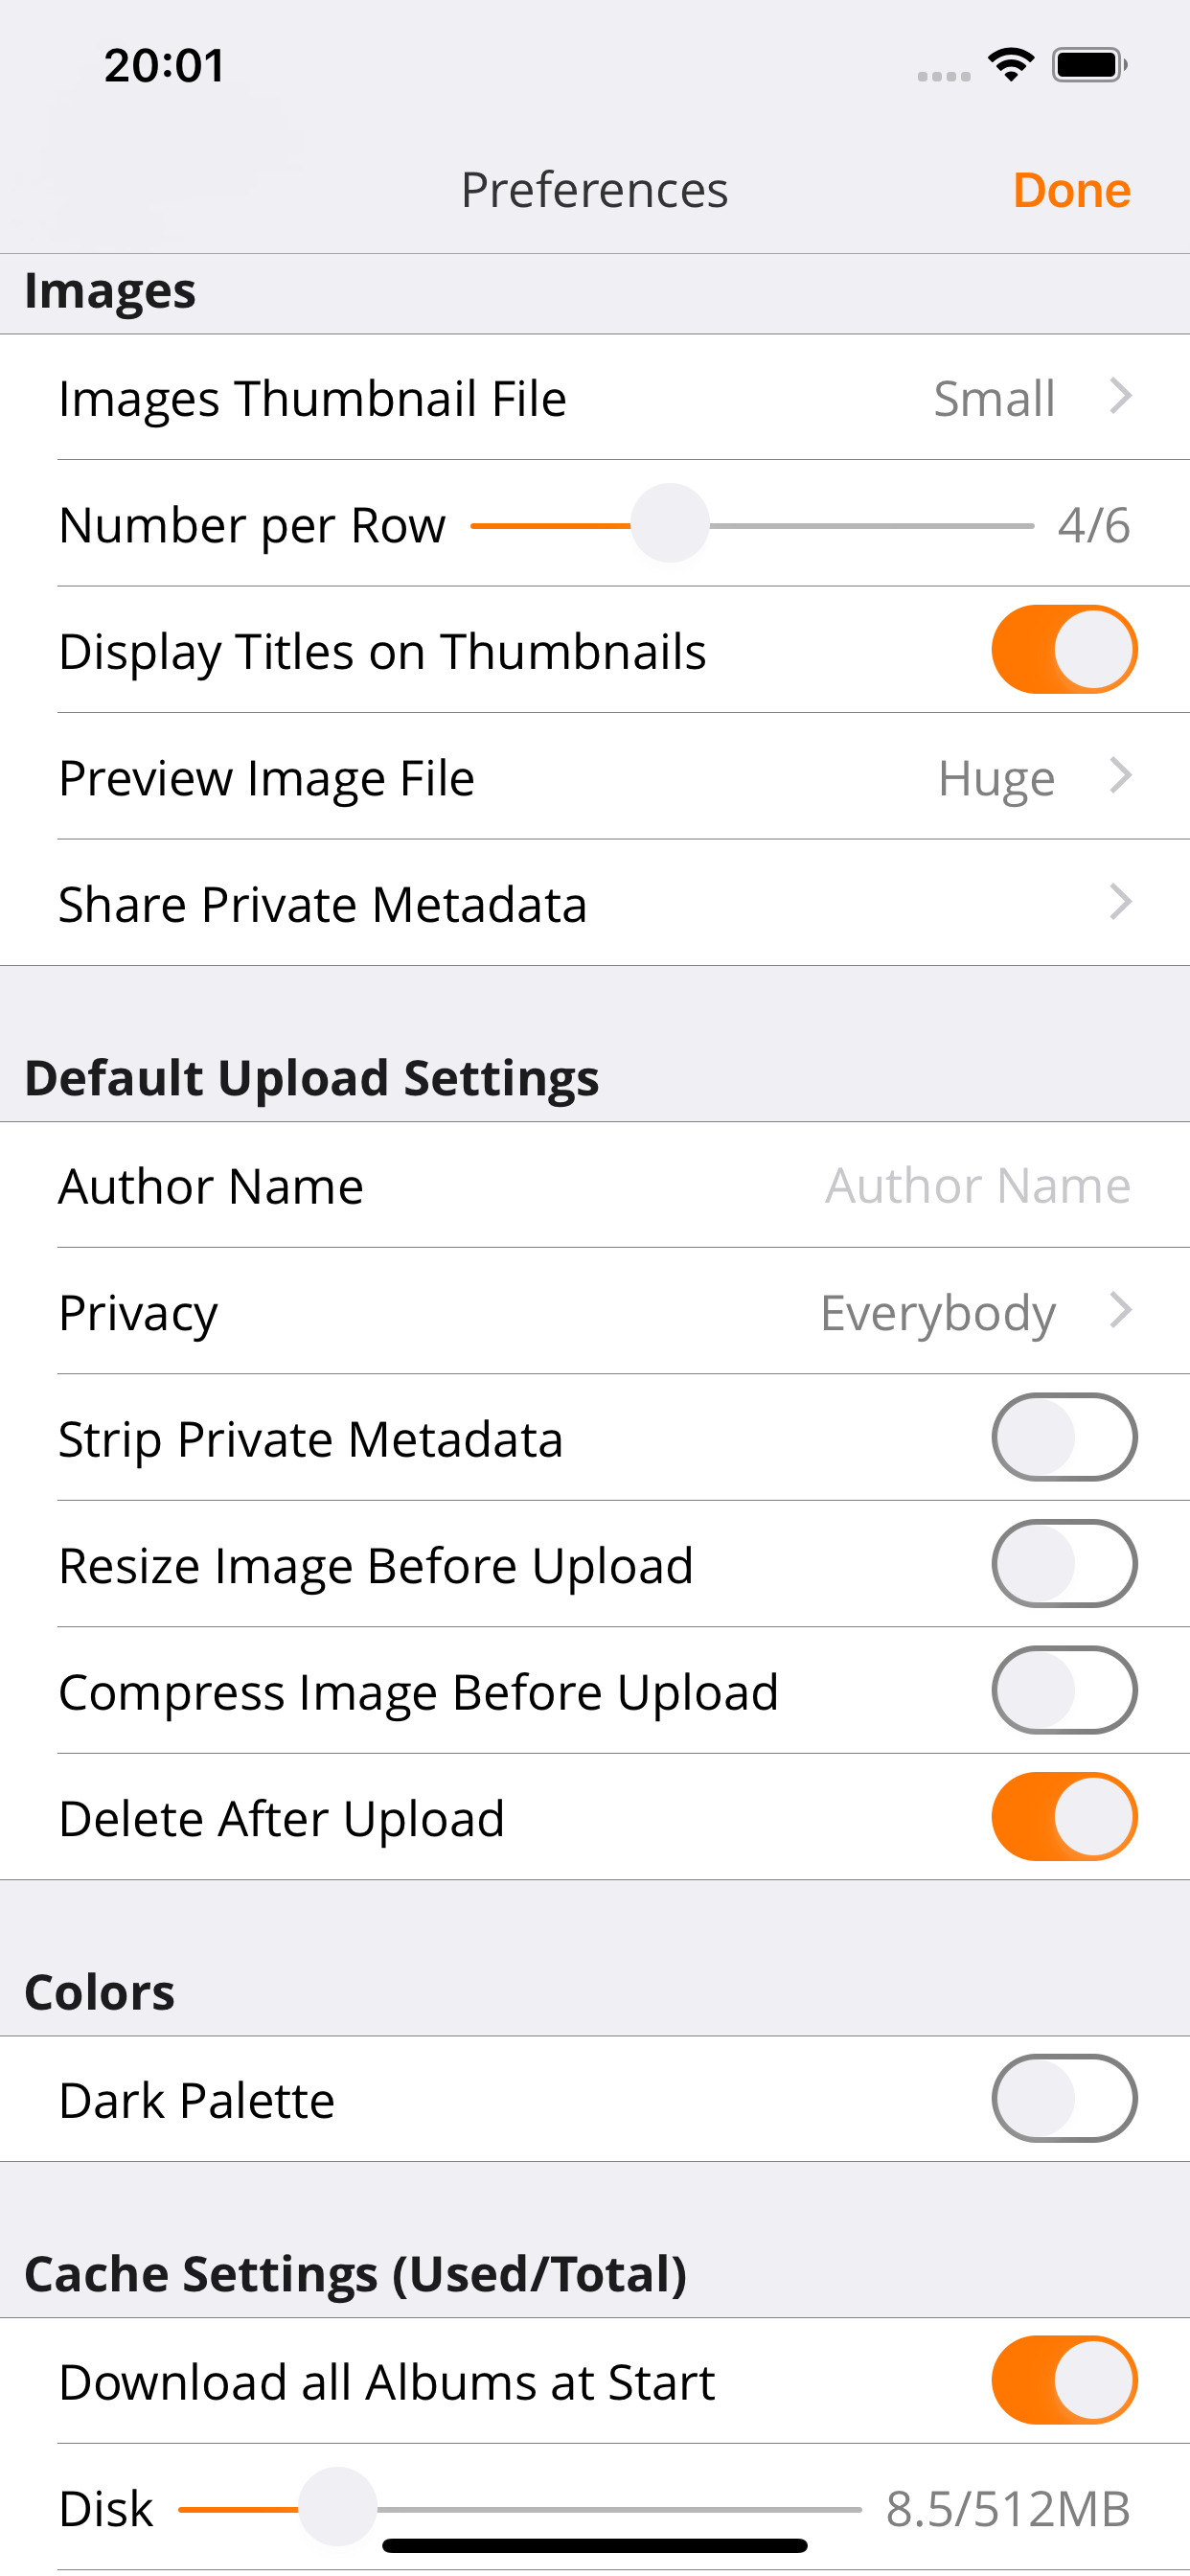 20:01
Preferences
Done
Images
Images Thumbnail File Small
Number per Row 4/6
Display Titles on Thumbnails
Preview Image File Huge
Share Private Metadata
Default Upload Settings
Author Name Author Name
Privacy Everybody
Strip Private Metadata
Resize Image Before Upload
Compress Image Before Upload
Delete After Upload
Colors
Dark Palette
Cache Settings (Used/Total)
Download all Albums at Start
Disk 8.5/512MB